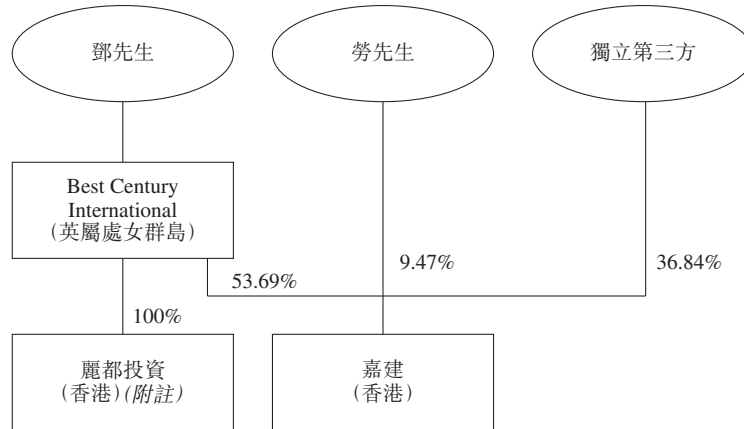 鄧先生
勞先生
獨立第三方
Best Century
International
(英屬處女群島)
53.69%
9.47%
36.84%
100%
麗都投資
(香港)(附註)
嘉建
(香港)